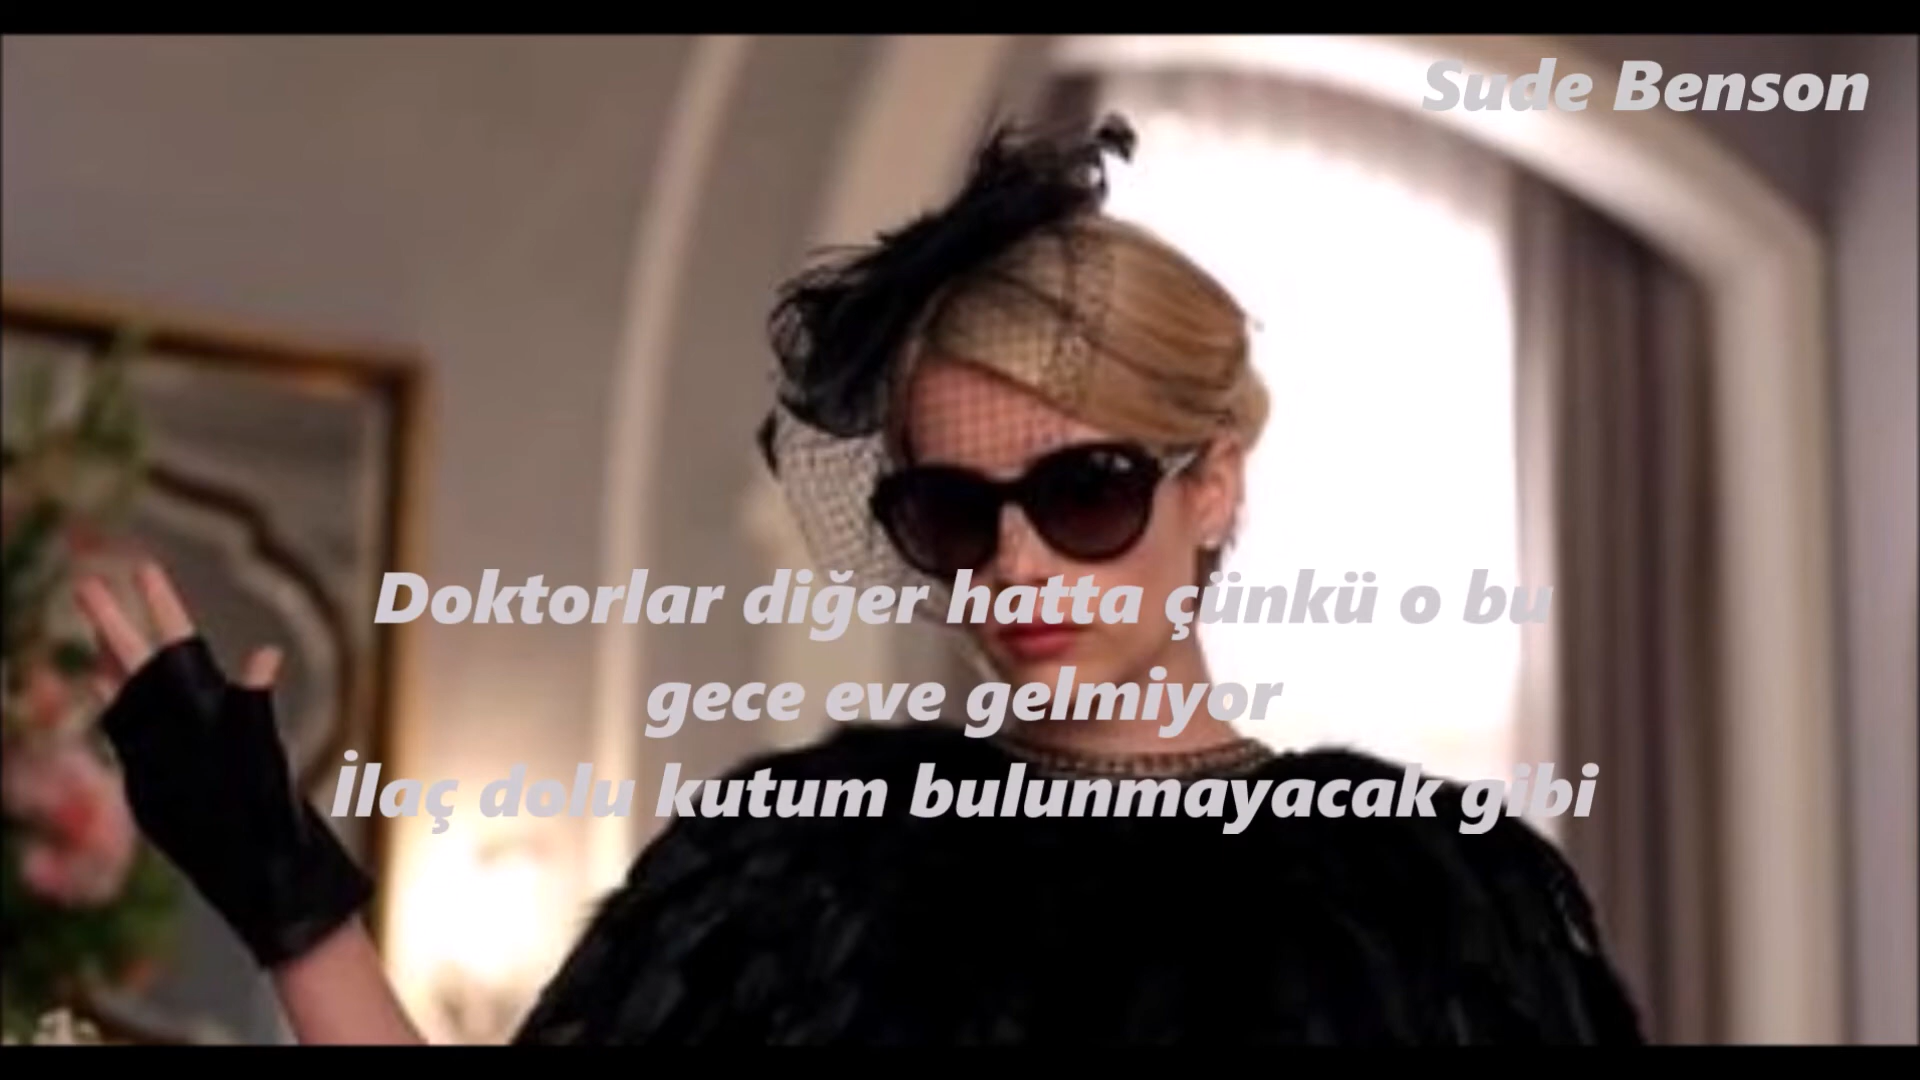 Sude Benson
Doktorlar diğer hatta çünkü o bu
gece eve gelmiyor
İlaç dolu kutum bulunmayacak gibi